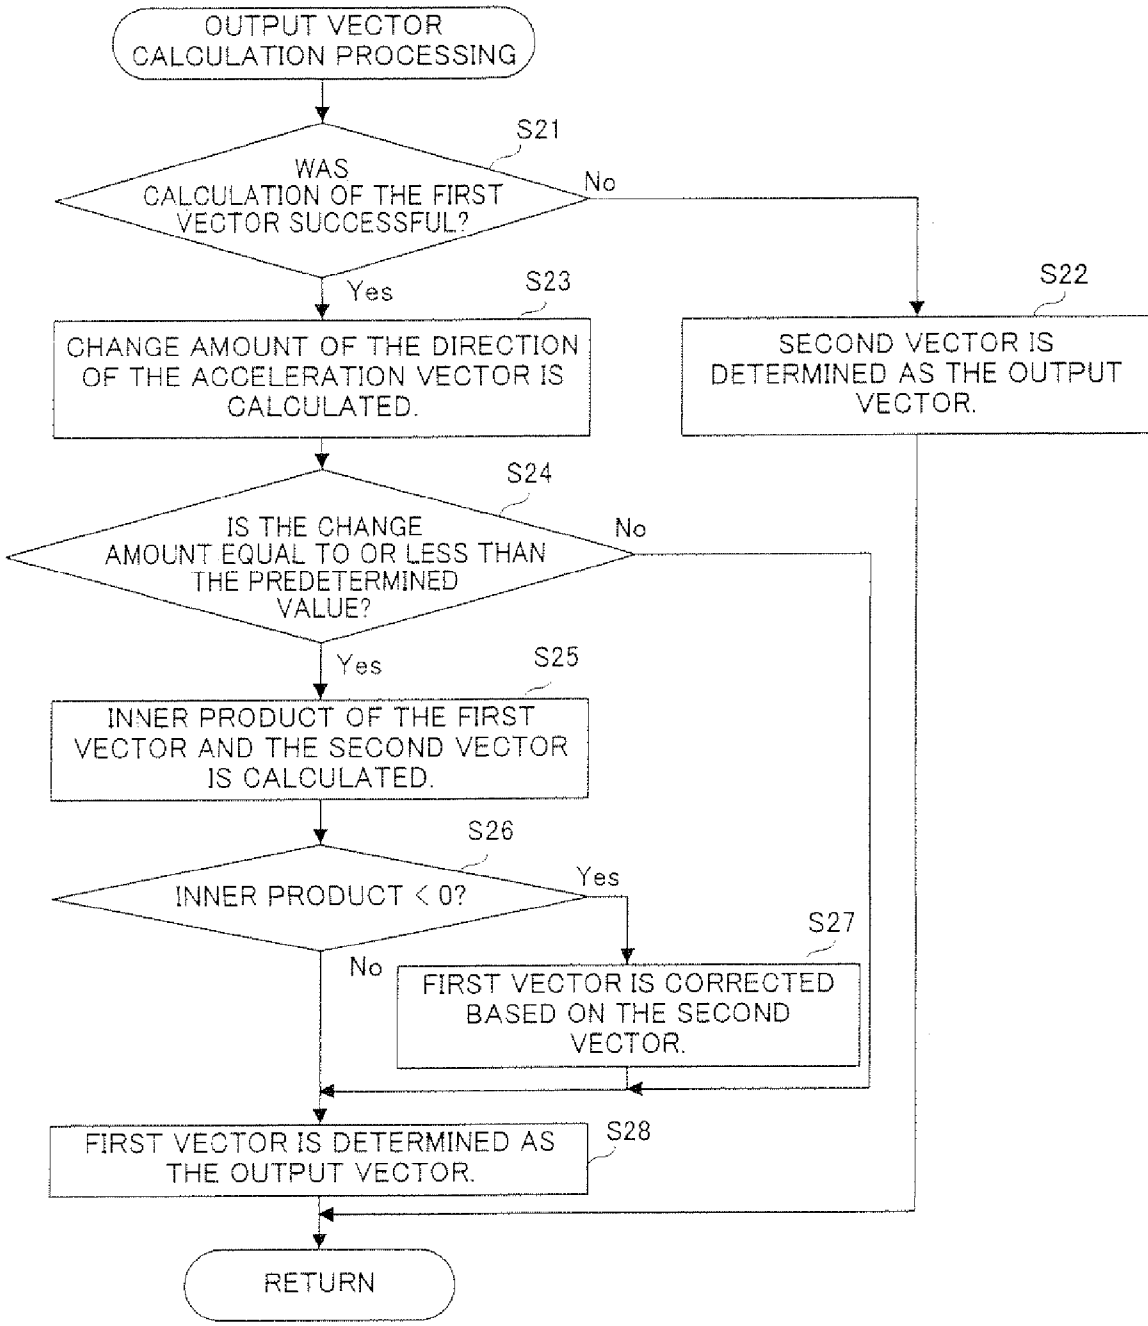 OUTPUT VECTOR
CALCULATION PROCESSING
S21
WAS
CALCULATION OF THE FIRST
VECTOR SUCCESSFUL?
No
Yes
S23
S22
CHANGE AMOUNT OF THE DIRECTION
OF THE ACCELERATION VECTOR IS
CALCULATED.
SECOND VECTOR IS
DETERMINED AS THE OUTPUT
VECTOR.
S24
IS THE CHANGE
AMOUNT EQUAL TO OR LESS THAN
THE PREDETERMINED
VALUE?
No
Yes
S25
INNER PRODUCT OF THE FIRST
VECTOR AND THE SECOND VECTOR
IS CALCULATED.
S26
INNER PRODUCT < 0?
Yes
No
S27
FIRST VECTOR IS CORRECTED
BASED ON THE SECOND
VECTOR.
FIRST VECTOR IS DETERMINED AS
THE OUTPUT VECTOR.
S28
RETURN